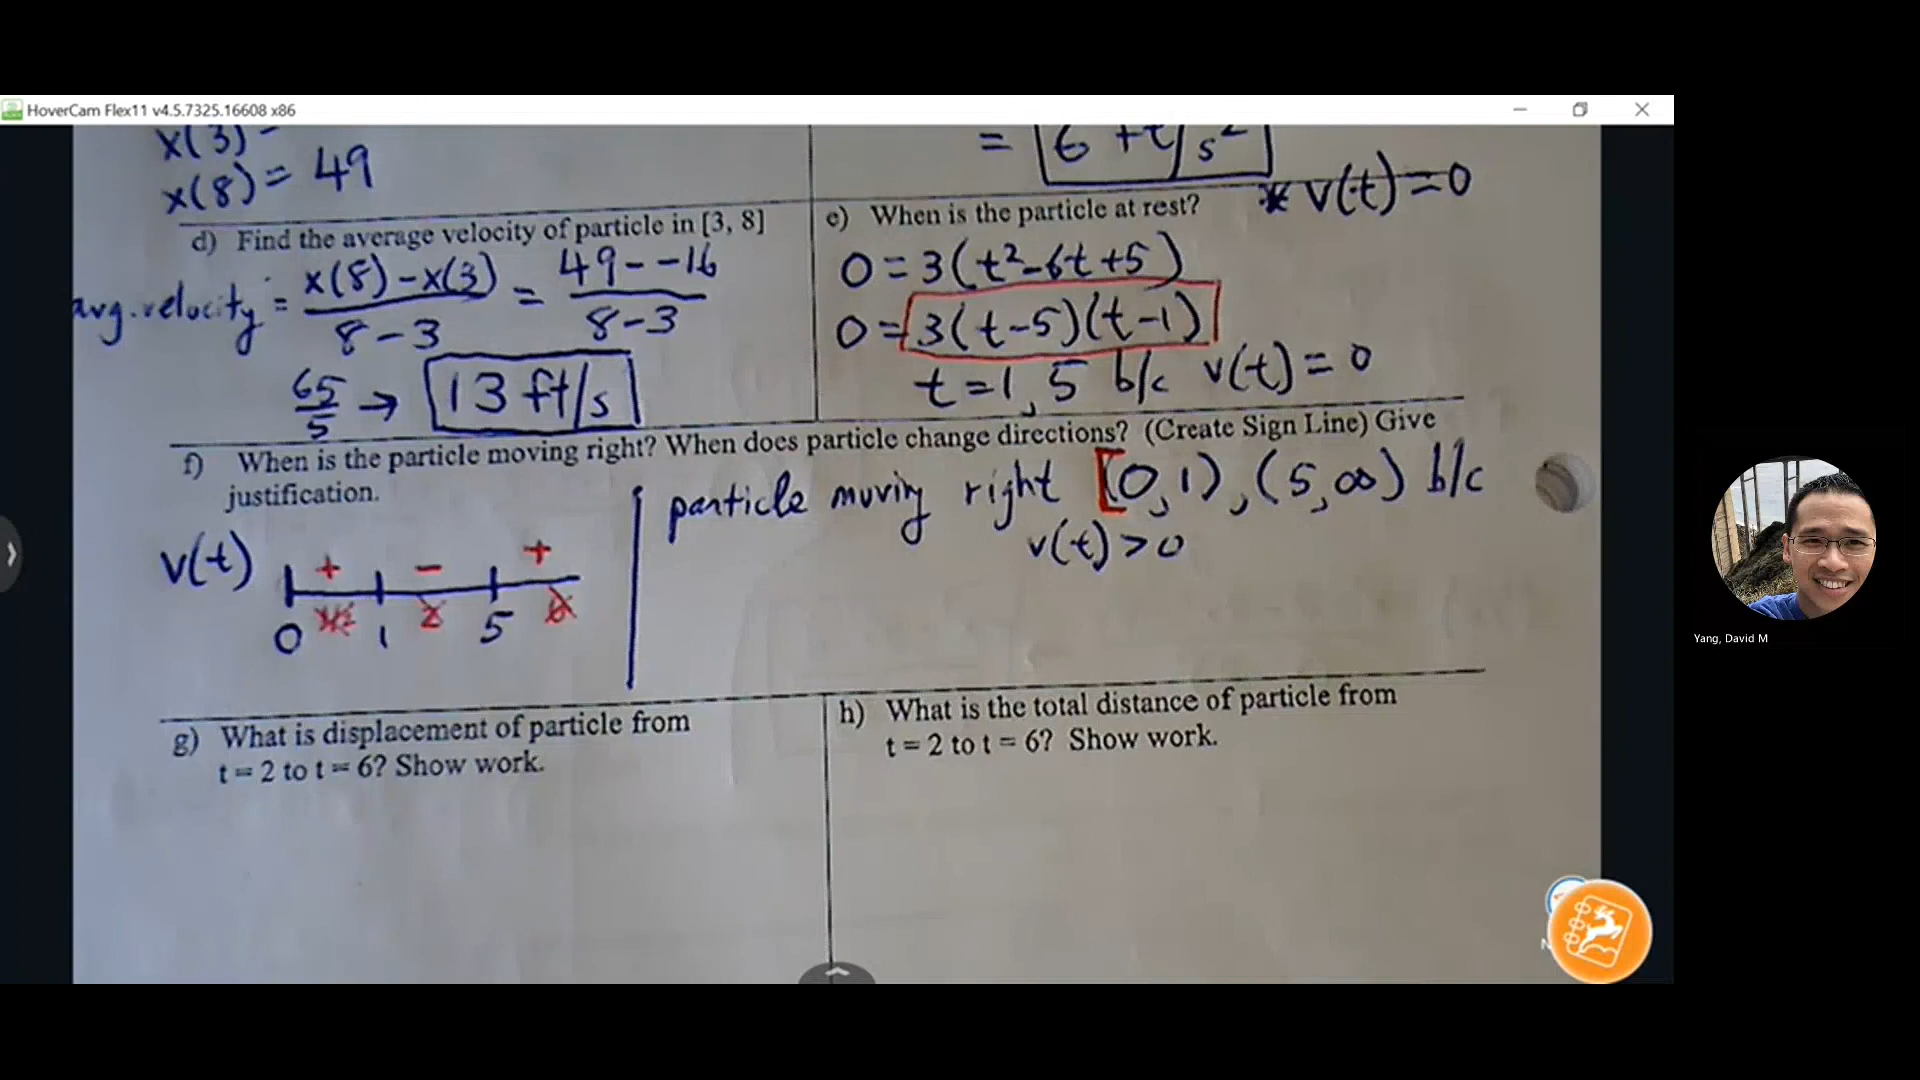 HoverCam Flex11 v4.5.7325.16608 x86
x(3) =
x(8) = 49
= 6 ft/s²
* v(t) = 0
d) Find the average velocity of particle in [3, 8]
avg. velocity = x(8) - x(3) / 8 - 3 = 49 - -16 / 8 - 3
65/5 → 13 ft/s
e) When is the particle at rest?
0 = 3(t² - 6t + 5)
0 = 3(t - 5)(t - 1)
t = 1, 5 b/c v(t) = 0
f) When is the particle moving right? When does particle change directions? (Create Sign Line) Give
justification.
v(t) + - +
0 1 2 5 6
particle moving right [0, 1), (5, ∞) b/c
v(t) > 0
g) What is displacement of particle from
t = 2 to t = 6? Show work.
h) What is the total distance of particle from
t = 2 to t = 6? Show work.
Yang, David M